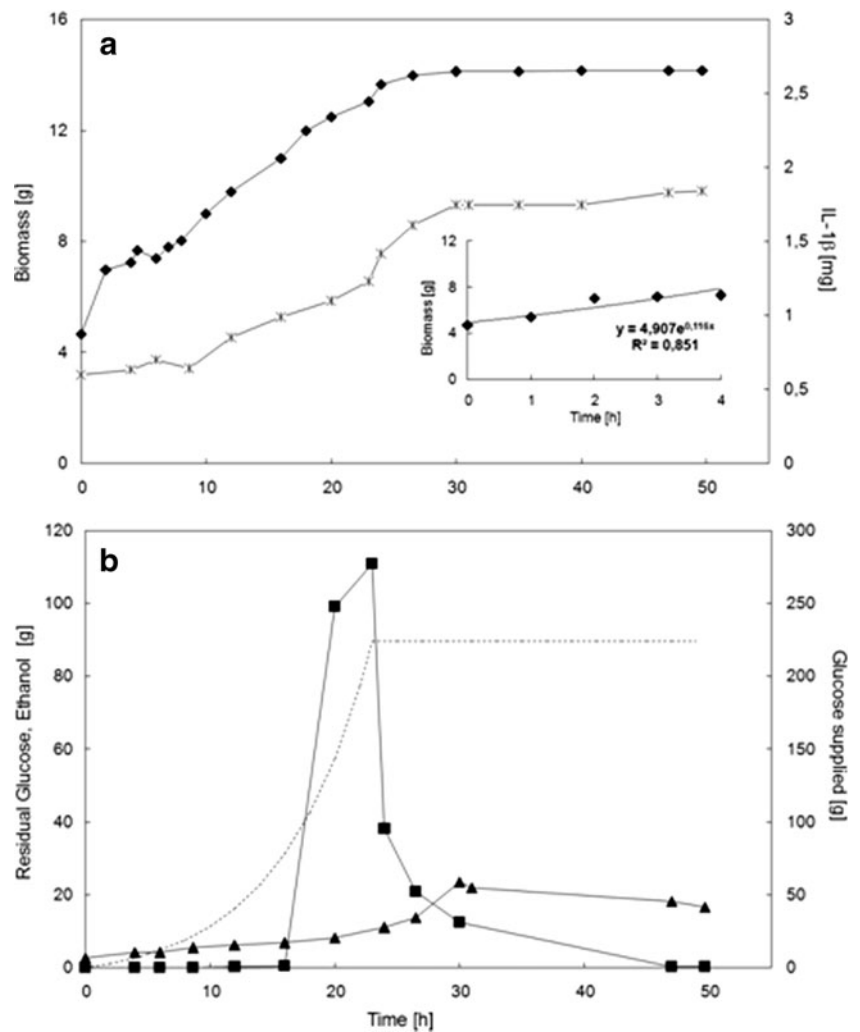 a
16
12
8
4
0
Biomass [g]
3
2,5
2
1,5
1
0,5
0
IL-1β [mg]
12
8
4
0
Biomass [g]
y = 4,907e^0,116x
R² = 0,851
0 1 2 3 4
Time [h]
0 10 20 30 40 50
b
120
100
80
60
40
20
0
Residual Glucose, Ethanol [g]
300
250
200
150
100
50
0
Glucose supplied [g]
0 10 20 30 40 50
Time [h]